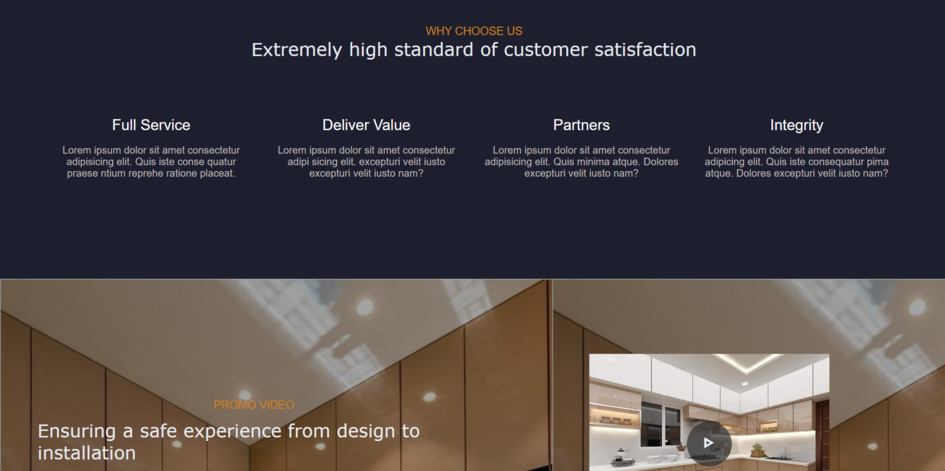 WHY CHOOSE US
Extremely high standard of customer satisfaction
Full Service
Lorem ipsum dolor sit amet consectetur
adipisicing elit. Quis iste conse quatur
praese ntium reprehe ratione placeat.
Deliver Value
Lorem ipsum dolor sit amet consectetur
adipi sicing elit. excepturi velit iusto
excepturi velit iusto nam?
Partners
Lorem ipsum dolor sit amet consectetur
adipisicing elit. Quis minima atque. Dolores
excepturi velit iusto nam?
Integrity
Lorem ipsum dolor sit amet consectetur
adipicing elit. Quis iste consequatur pima
atque. Dolores excepturi velit iusto nam?
PROMO VIDEO
Ensuring a safe experience from design to
installation